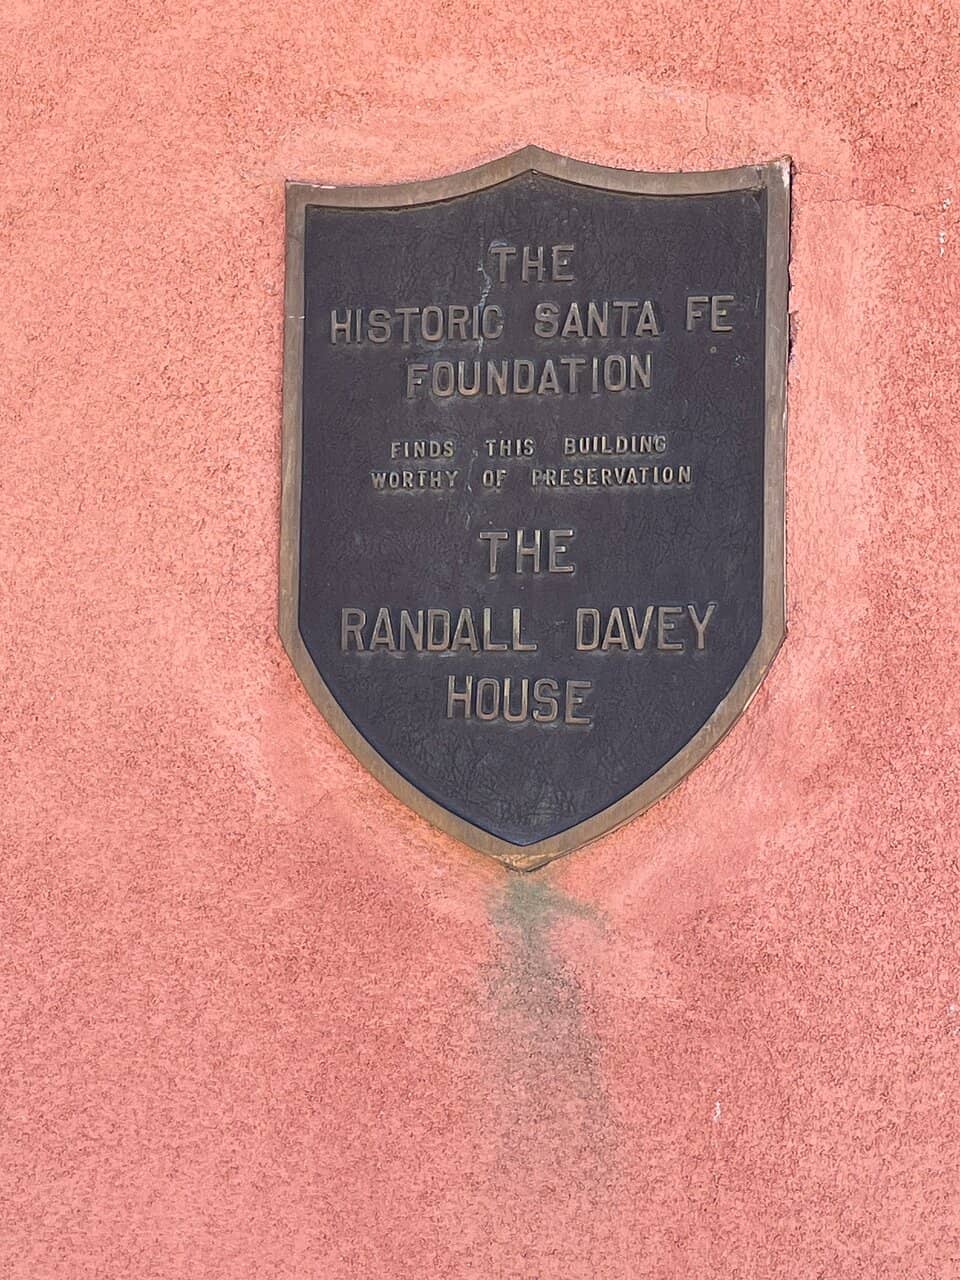 THE
HISTORIC SANTA FE
FOUNDATION
FINDS THIS BUILDING
WORTHY OF PRESERVATION
THE
RANDALL DAVEY
HOUSE